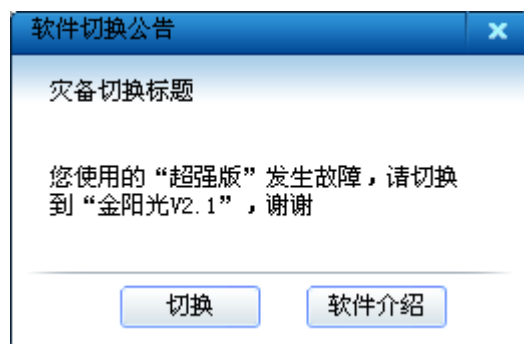 软件切换公告
灾备切换标题
您使用的“超强版”发生故障，请切换
到“金阳光V2.1”，谢谢
切换
软件介绍